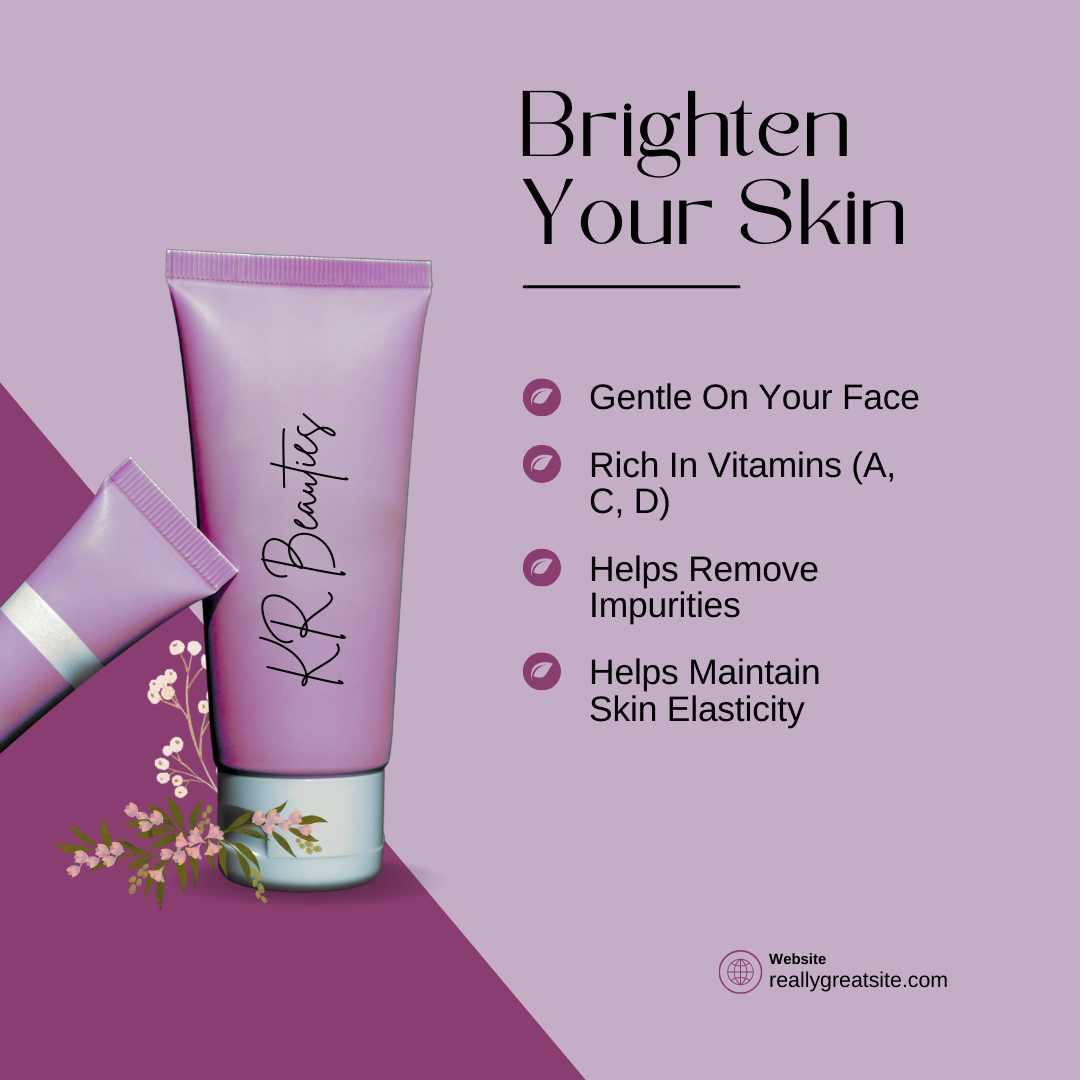 Brighten
Your Skin
KR Beauties
Gentle On Your Face
Rich In Vitamins (A,
C, D)
Helps Remove
Impurities
Helps Maintain
Skin Elasticity
Website
reallygreatsite.com